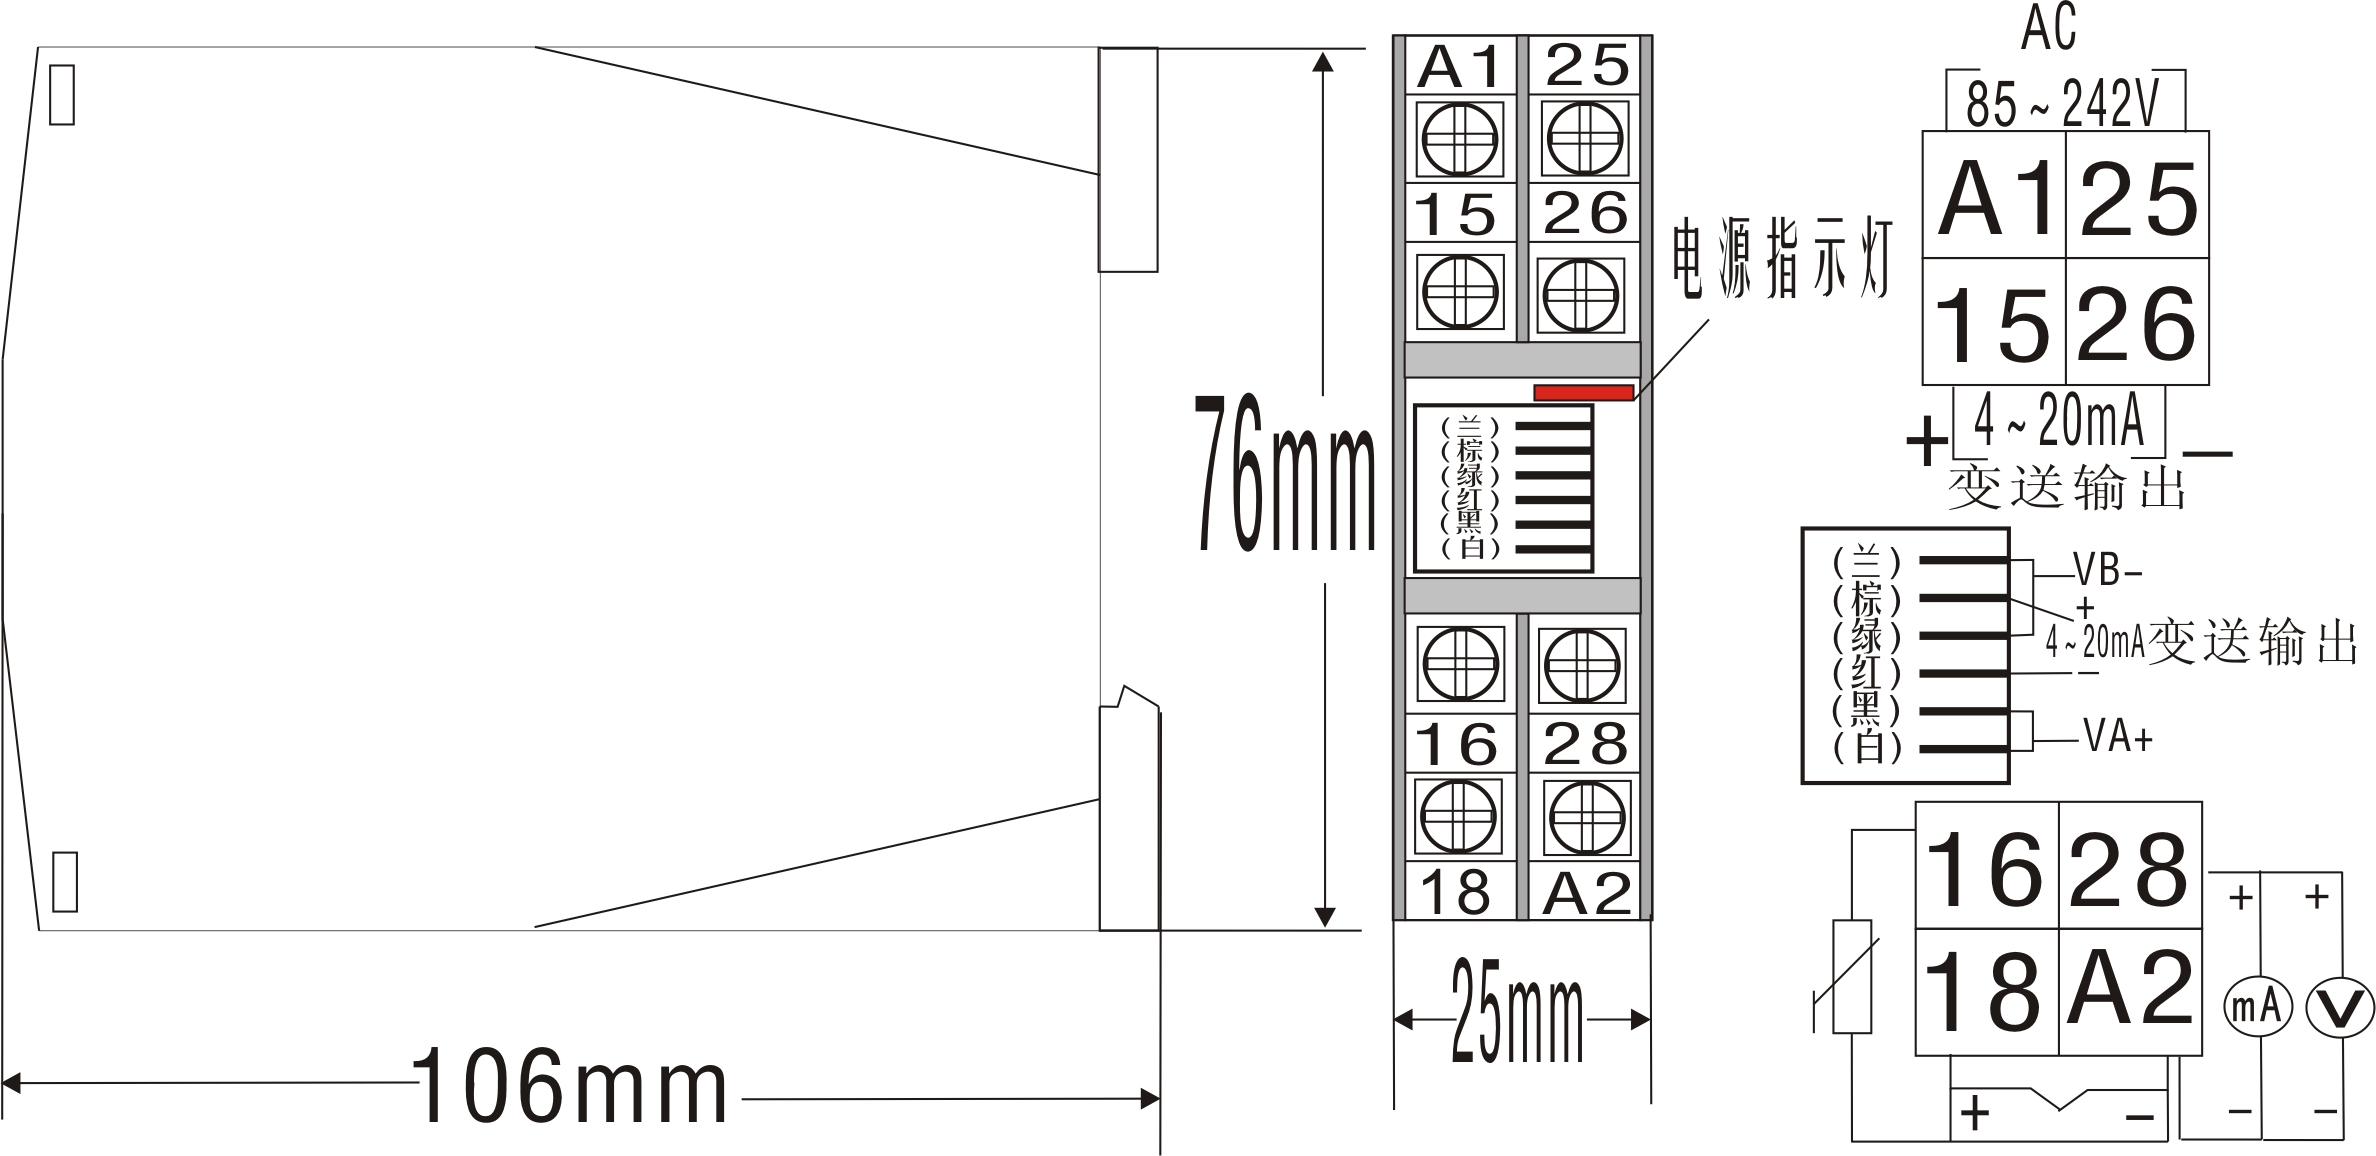 106mm
76mm
A1 25
15 26
(兰)
(棕)
(绿)
(红)
(黑)
(白)
16 28
18 A2
25mm
电源指示灯
AC
85~242V
A1 25
15 26
+ 4~20mA −
变送输出
(兰)
(棕)
(绿)
(红)
(黑)
(白)
VB−
+
4~20mA变送输出
−
VA+
16 28
18 A2
+ +
mA V
+ − − −